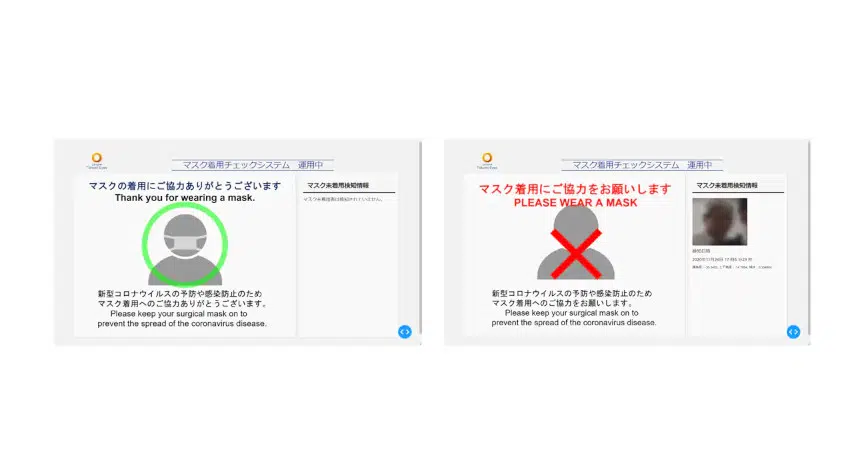 マスク着用チェックシステム 運用中
マスクの着用にご協力ありがとうございます
Thank you for wearing a mask.
新型コロナウイルスの予防や感染防止のため
マスク着用へのご協力ありがとうございます。
Please keep your surgical mask on to
prevent the spread of the coronavirus disease.
マスク未着用検知情報
マスク着用チェックシステム 運用中
マスク着用にご協力をお願いします
PLEASE WEAR A MASK
新型コロナウイルスの予防や感染防止のため
マスク着用へのご協力をお願いします。
Please keep your surgical mask on to
prevent the spread of the coronavirus disease.
マスク未着用検知情報